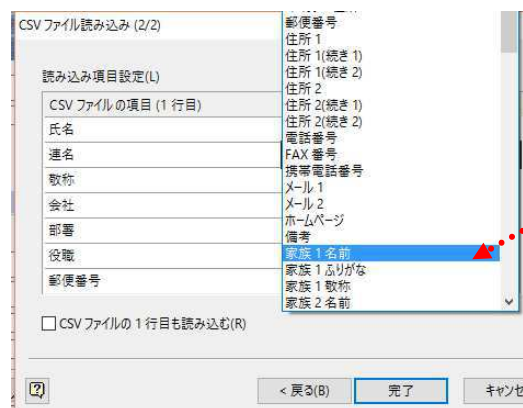 CSV ファイル読み込み (2/2)
読み込み項目設定(L)
CSV ファイルの項目 (1 行目)
氏名
連名
敬称
会社
部署
役職
郵便番号
郵便番号
住所 1
住所 1(続き 1)
住所 1(続き 2)
住所 2
住所 2(続き 1)
住所 2(続き 2)
電話番号
FAX 番号
携帯電話番号
メール 1
メール 2
ホームページ
備考
家族 1 名前
家族 1 ふりがな
家族 1 敬称
家族 2 名前
CSV ファイルの 1 行目も読み込む(R)
< 戻る(B)
完了
キャンセ